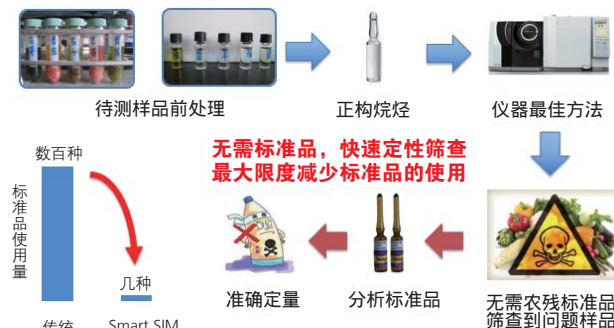 待测样品前处理
正构烷烃
仪器最佳方法
无需标准品，快速定性筛查
最大限度减少标准品的使用
数百种
标准品使用量
几种
传统
Smart SIM
准确定量
分析标准品
无需农残标准品
筛查到问题样品